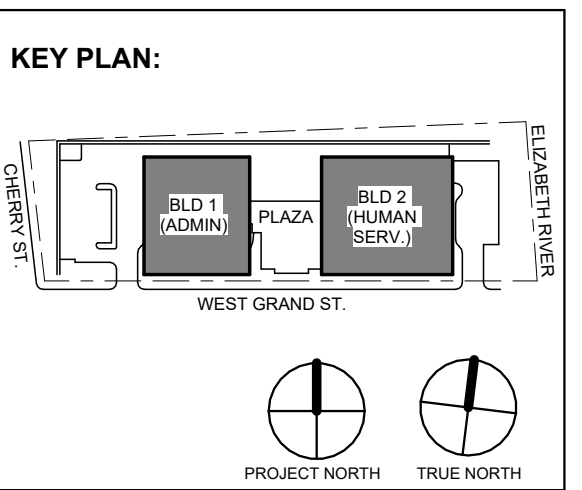 KEY PLAN:
CHERRY ST.
BLD 1
(ADMIN)
PLAZA
BLD 2
(HUMAN
SERV.)
ELIZABETH RIVER
WEST GRAND ST.
PROJECT NORTH
TRUE NORTH